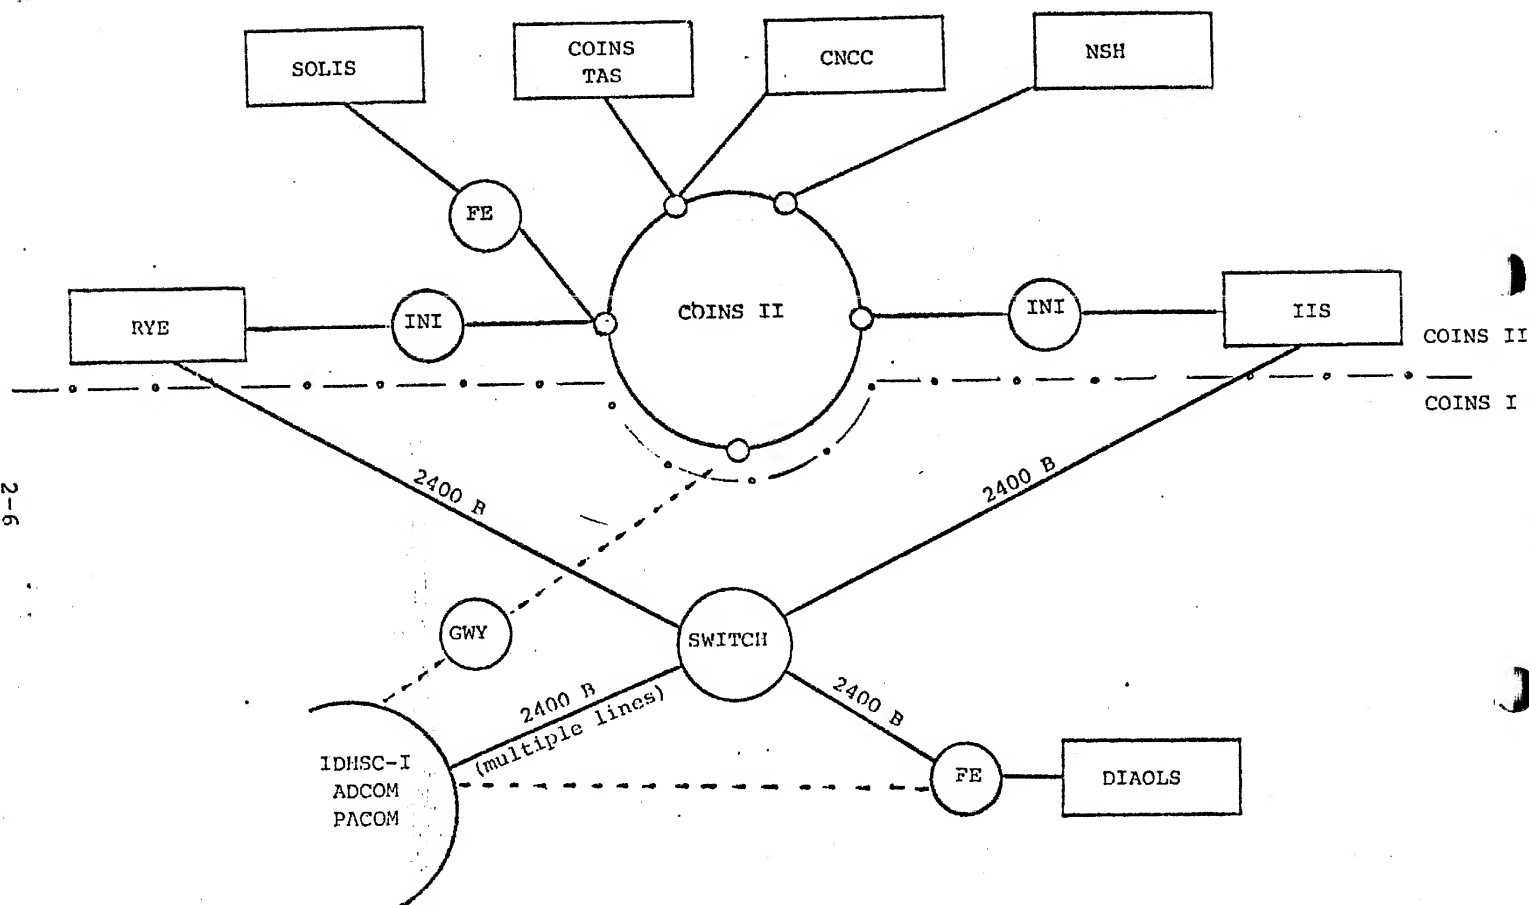 SOLIS
COINS
TAS
CNCC
NSH
FE
RYE
INI
COINS II
INI
IIS
COINS II
COINS I
2400 B
2400 B
2-6
GWY
SWITCH
2400 B
(multiple lines)
2400 B
IDHSC-I
ADCOM
PACOM
FE
DIAOLS